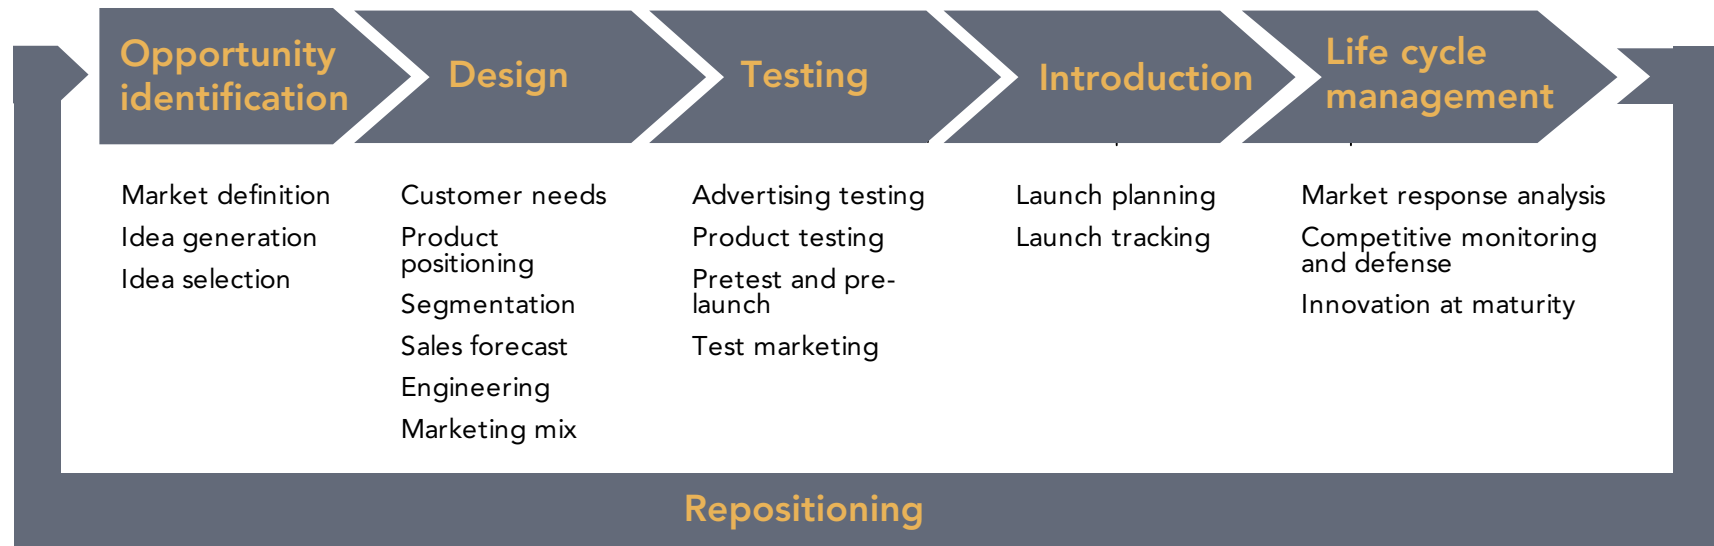 Opportunity
identification
Design
Testing
Introduction
Life cycle
management
Market definition
Idea generation
Idea selection
Customer needs
Product
positioning
Segmentation
Sales forecast
Engineering
Marketing mix
Advertising testing
Product testing
Pretest and pre-
launch
Test marketing
Launch planning
Launch tracking
Market response analysis
Competitive monitoring
and defense
Innovation at maturity
Repositioning